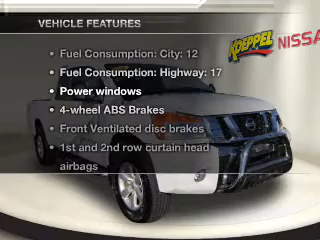 VEHICLE FEATURES
KOEPPEL NISSA
Fuel Consumption: City: 12
Fuel Consumption: Highway: 17
Power windows
4-wheel ABS Brakes
Front Ventilated disc brakes
1st and 2nd row curtain head
airbags